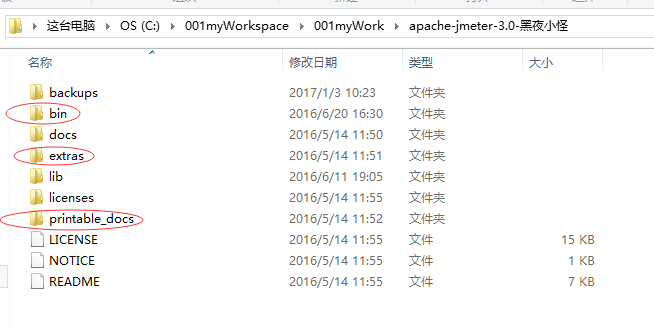 这台电脑 OS (C:) 001myWorkspace 001myWork apache-jmeter-3.0-黑夜小怪
名称 修改日期 类型 大小
backups 2017/1/3 10:23 文件夹
bin 2016/6/20 16:30 文件夹
docs 2016/5/14 11:50 文件夹
extras 2016/5/14 11:51 文件夹
lib 2016/6/11 19:05 文件夹
licenses 2016/5/14 11:55 文件夹
printable_docs 2016/5/14 11:52 文件夹
LICENSE 2016/5/14 11:55 文件 15 KB
NOTICE 2016/5/14 11:55 文件 1 KB
README 2016/5/14 11:55 文件 7 KB